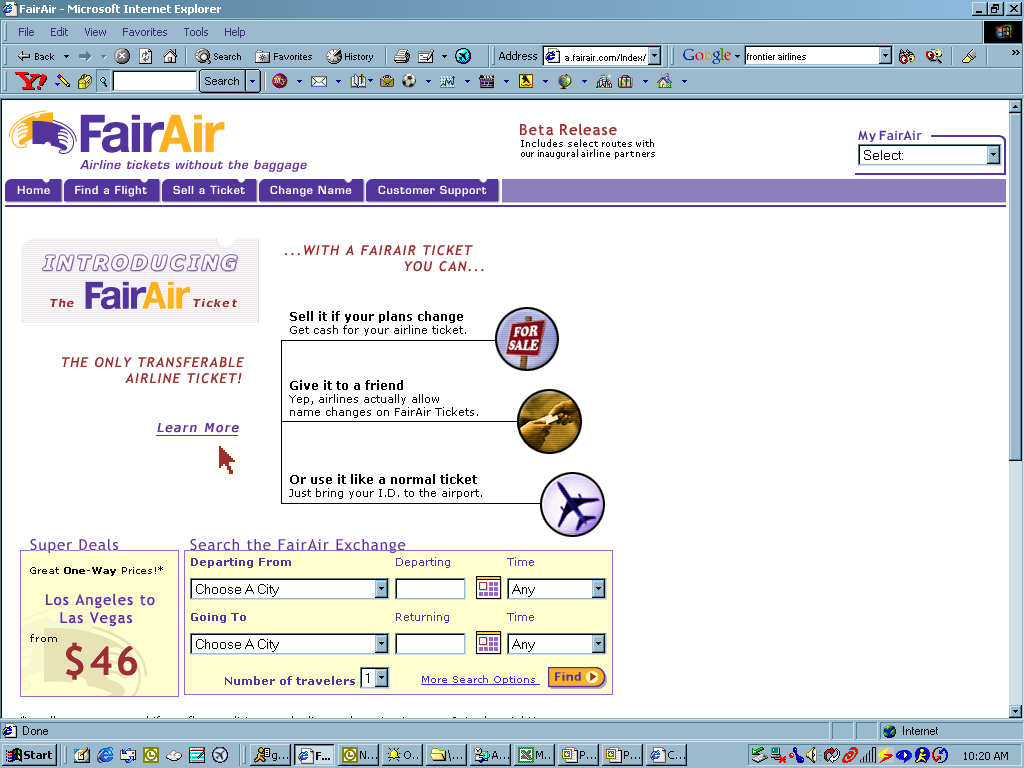 FairAir - Microsoft Internet Explorer
File Edit View Favorites Tools Help
Back Search Favorites History Address a.fairair.com/Index/ Google frontier airlines
Y! Search My
FairAir
Airline tickets without the baggage
Beta Release
Includes select routes with
our inaugural airline partners
My FairAir
Select:
Home Find a Flight Sell a Ticket Change Name Customer Support
INTRODUCING
The FairAir Ticket
THE ONLY TRANSFERABLE
AIRLINE TICKET!
Learn More
...WITH A FAIRAIR TICKET
YOU CAN...
Sell it if your plans change
Get cash for your airline ticket.
FOR
SALE
Give it to a friend
Yep, airlines actually allow
name changes on FairAir Tickets.
Or use it like a normal ticket
Just bring your I.D. to the airport.
Super Deals
Great One-Way Prices!*
Los Angeles to
Las Vegas
from
$46
Search the FairAir Exchange
Departing From Departing Time
Choose A City Any
Going To Returning Time
Choose A City Any
Number of travelers 1 More Search Options Find
Done Internet
Start g... F... N... O... \... A... M... P... P... C... 10:20 AM